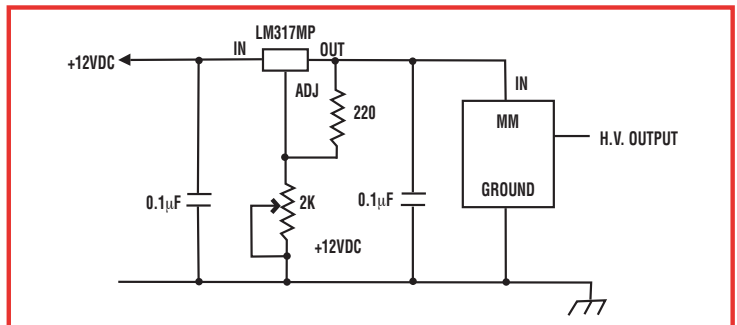 LM317MP
IN
OUT
+12VDC
ADJ
IN
220
MM
H.V. OUTPUT
0.1μF
2K
0.1μF
GROUND
+12VDC